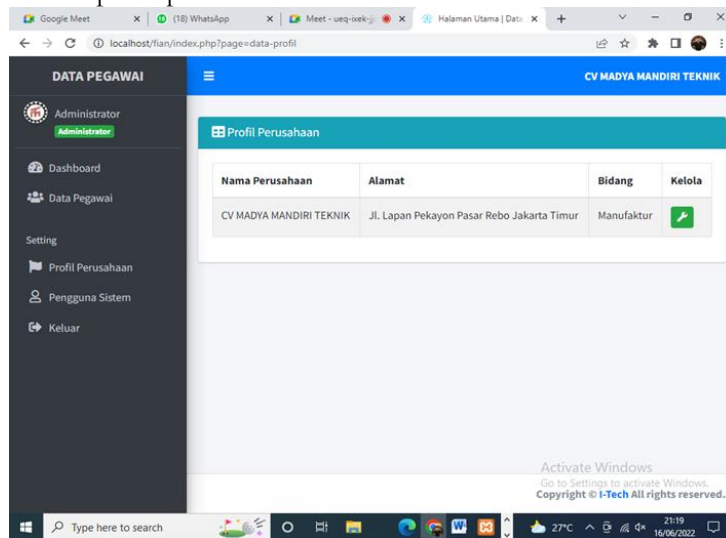 Google Meet
(18) WhatsApp
Meet - ueq-ixek-j
Halaman Utama | Data
localhost/fian/index.php?page=data-profil
DATA PEGAWAI
CV MADYA MANDIRI TEKNIK
Administrator
Administrator
Profil Perusahaan
Dashboard
Data Pegawai
Nama Perusahaan Alamat Bidang Kelola
CV MADYA MANDIRI TEKNIK Jl. Lapan Pekayon Pasar Rebo Jakarta Timur Manufaktur
Setting
Profil Perusahaan
Pengguna Sistem
Keluar
Activate Windows
Go to Settings to activate Windows.
Copyright © I-Tech All rights reserved.
Type here to search
27°C
21:19
16/06/2022